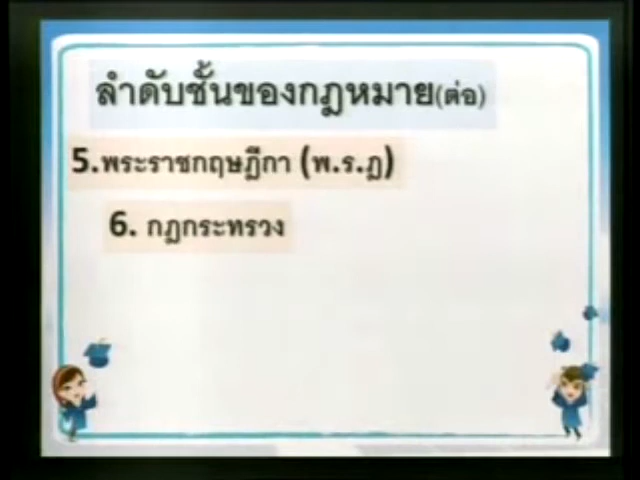 ลำดับชั้นของกฎหมาย(ต่อ)
5.พระราชกฤษฎีกา (พ.ร.ฎ)
6. กฎกระทรวง